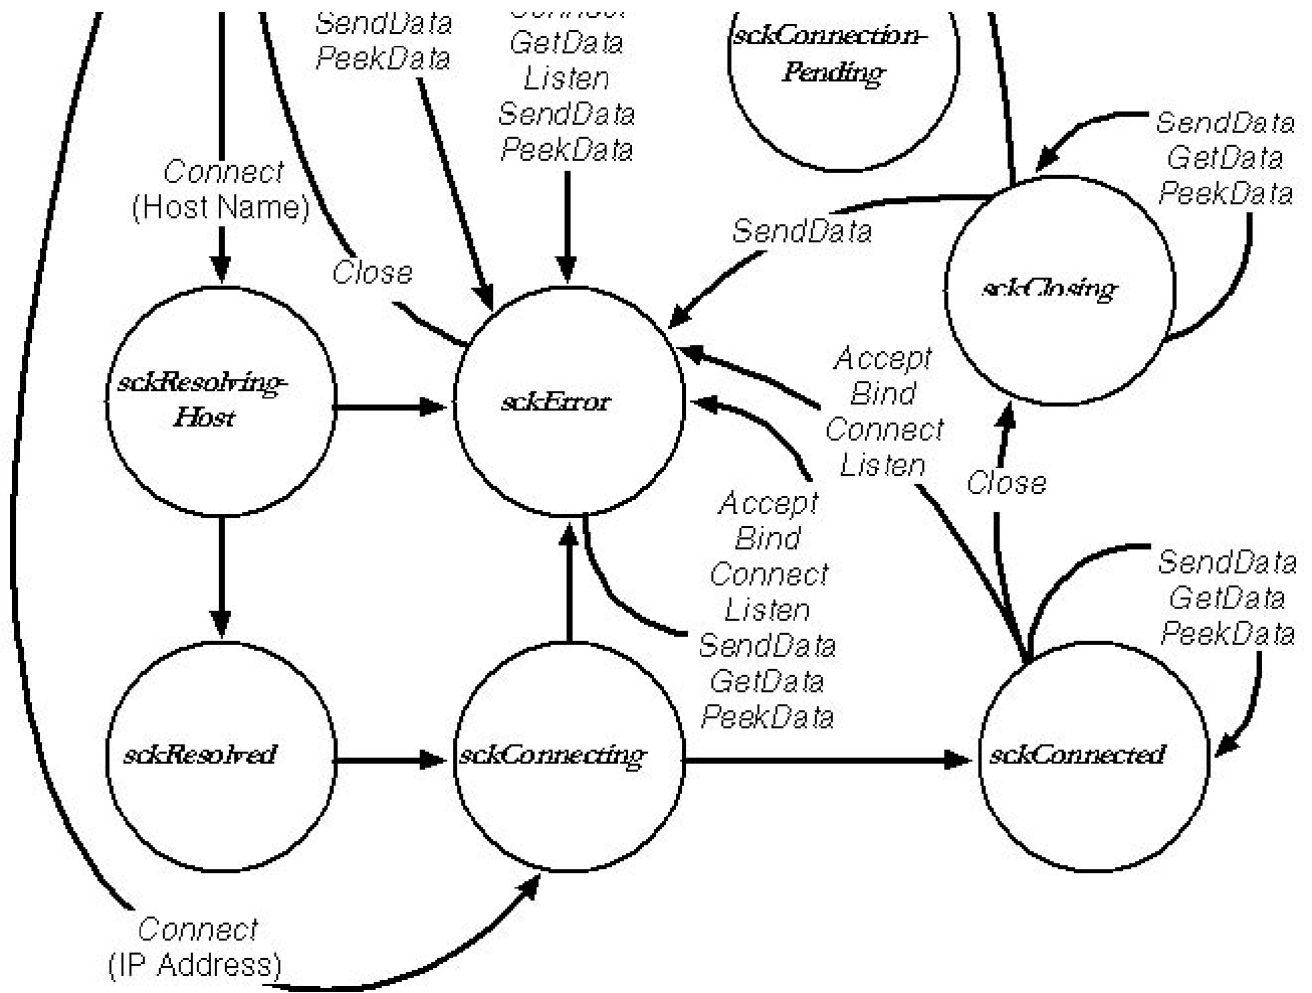 SendData
PeekData
Connect
GetData
Listen
SendData
PeekData
sckConnection-
Pending
SendData
GetData
PeekData
Connect
(Host Name)
SendData
Close
sckClosing
sckResolving-
Host
sckError
Accept
Bind
Connect
Listen
Close
Accept
Bind
Connect
Listen
SendData
GetData
PeekData
SendData
GetData
PeekData
sckResolved
sckConnecting
sckConnected
Connect
(IP Address)